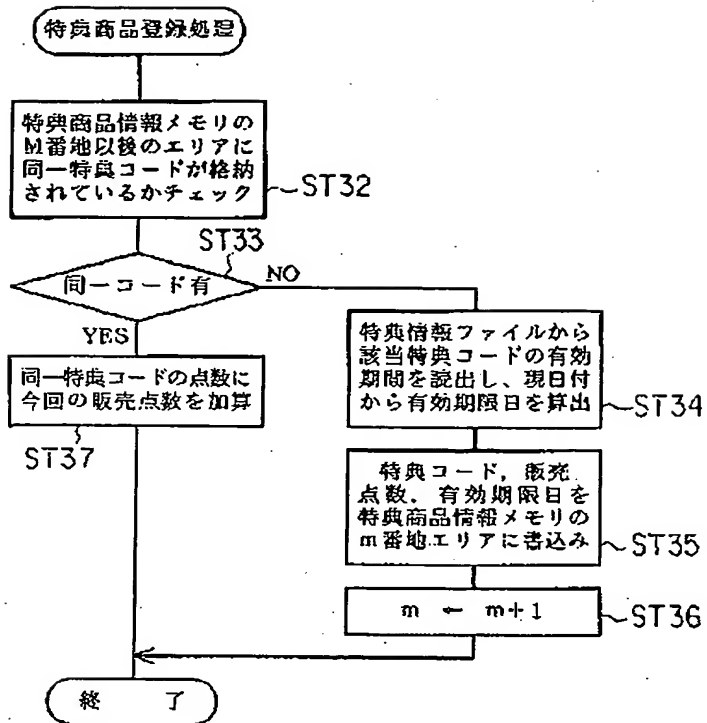 特典商品登録処理
特典商品情報メモリの
M番地以後のエリアに
同一特典コードが格納
されているかチェック
ST32
ST33
同一コード有
NO
YES
特典情報ファイルから
該当特典コードの有効
期間を読出し、現日付
から有効期限日を算出
ST34
同一特典コードの点数に
今回の販売点数を加算
ST37
特典コード，販売
点数，有効期限日を
特典商品情報メモリの
m番地エリアに書込み
ST35
m ← m+1
ST36
終 了